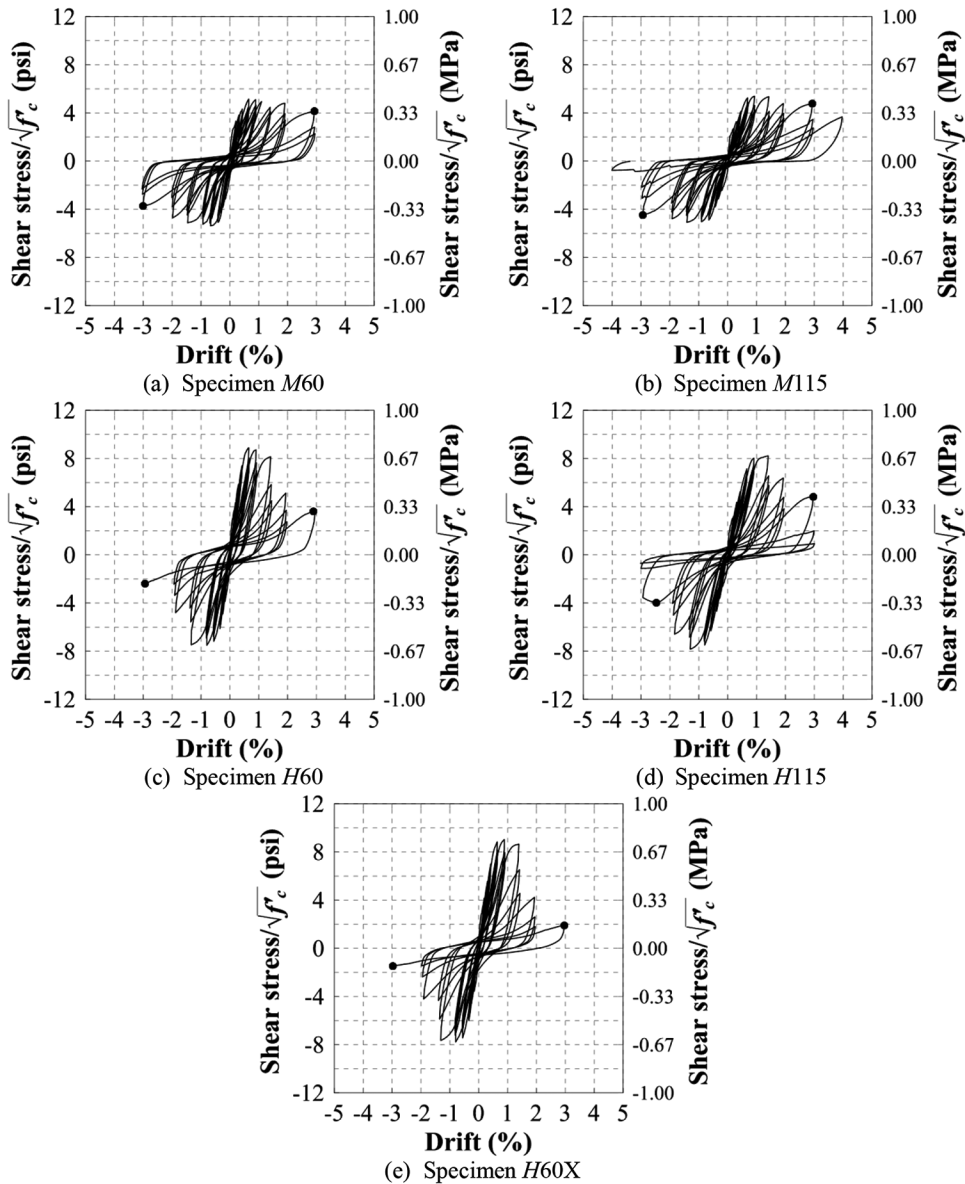 12
8
4
0
-4
-8
-12
1.00
0.67
0.33
0.00
-0.33
-0.67
-1.00
-5 -4 -3 -2 -1 0 1 2 3 4 5
Shear stress/√f'c (psi)
Shear stress/√f'c (MPa)
Drift (%)
(a) Specimen M60
12
8
4
0
-4
-8
-12
1.00
0.67
0.33
0.00
-0.33
-0.67
-1.00
-5 -4 -3 -2 -1 0 1 2 3 4 5
Shear stress/√f'c (psi)
Shear stress/√f'c (MPa)
Drift (%)
(b) Specimen M115
12
8
4
0
-4
-8
-12
1.00
0.67
0.33
0.00
-0.33
-0.67
-1.00
-5 -4 -3 -2 -1 0 1 2 3 4 5
Shear stress/√f'c (psi)
Shear stress/√f'c (MPa)
Drift (%)
(c) Specimen H60
12
8
4
0
-4
-8
-12
1.00
0.67
0.33
0.00
-0.33
-0.67
-1.00
-5 -4 -3 -2 -1 0 1 2 3 4 5
Shear stress/√f'c (psi)
Shear stress/√f'c (MPa)
Drift (%)
(d) Specimen H115
12
8
4
0
-4
-8
-12
1.00
0.67
0.33
0.00
-0.33
-0.67
-1.00
-5 -4 -3 -2 -1 0 1 2 3 4 5
Shear stress/√f'c (psi)
Shear stress/√f'c (MPa)
Drift (%)
(e) Specimen H60X